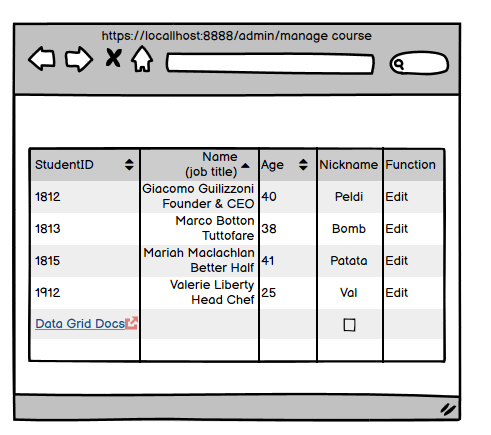 https://localhost:8888/admin/manage course
StudentID Name (job title) Age Nickname Function
1812 Giacomo Guilizzoni Founder & CEO 40 Peldi Edit
1813 Marco Botton Tuttofare 38 Bomb Edit
1815 Mariah Maclachlan Better Half 41 Patata Edit
1912 Valerie Liberty Head Chef 25 Val Edit
Data Grid Docs